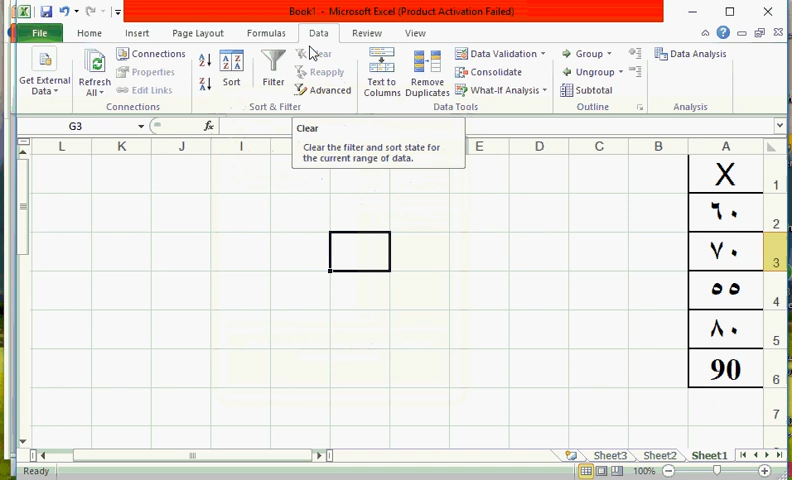 Book1 - Microsoft Excel (Product Activation Failed)
File Home Insert Page Layout Formulas Data Review View
Get External Data
Refresh All
Connections
Properties
Edit Links
Connections
Sort
Filter
Clear
Reapply
Advanced
Sort & Filter
Text to Columns
Remove Duplicates
Data Validation
Consolidate
What-If Analysis
Data Tools
Group
Ungroup
Subtotal
Outline
Data Analysis
Analysis
G3 fx
Clear
Clear the filter and sort state for
the current range of data.
L K J I E D C B A
X 1
٦٠ 2
٧٠ 3
٥٥ 4
٨٠ 5
90 6
7
Sheet3 Sheet2 Sheet1
Ready 100%